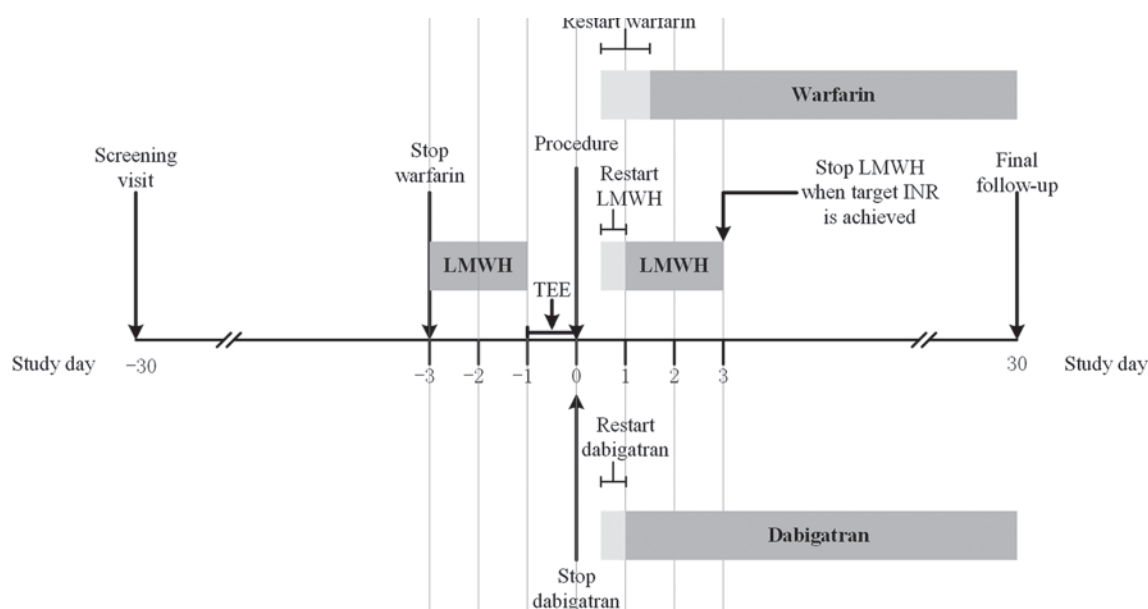 Restart warfarin
Warfarin
Procedure
Screening
visit
Stop
warfarin
Restart
LMWH
Stop LMWH
when target INR
is achieved
Final
follow-up
LMWH
LMWH
TEE
Study day
−30
−3
−2
−1
0
1
2
3
30
Study day
Restart
dabigatran
Dabigatran
Stop
dabigatran